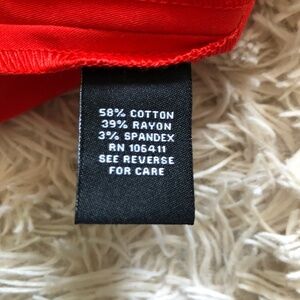 58% COTTON
39% RAYON
3% SPANDEX
RN 106411
SEE REVERSE
FOR CARE